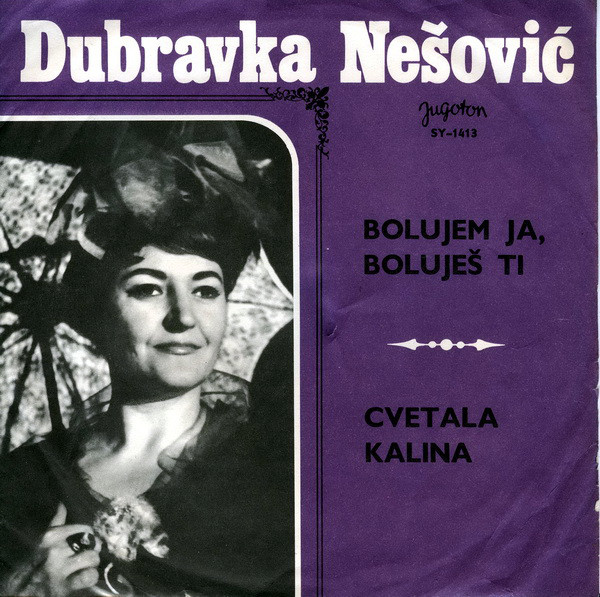 Dubravka Nešović
Jugoton
SY-1413
BOLUJEM JA,
BOLUJEŠ TI
CVETALA
KALINA